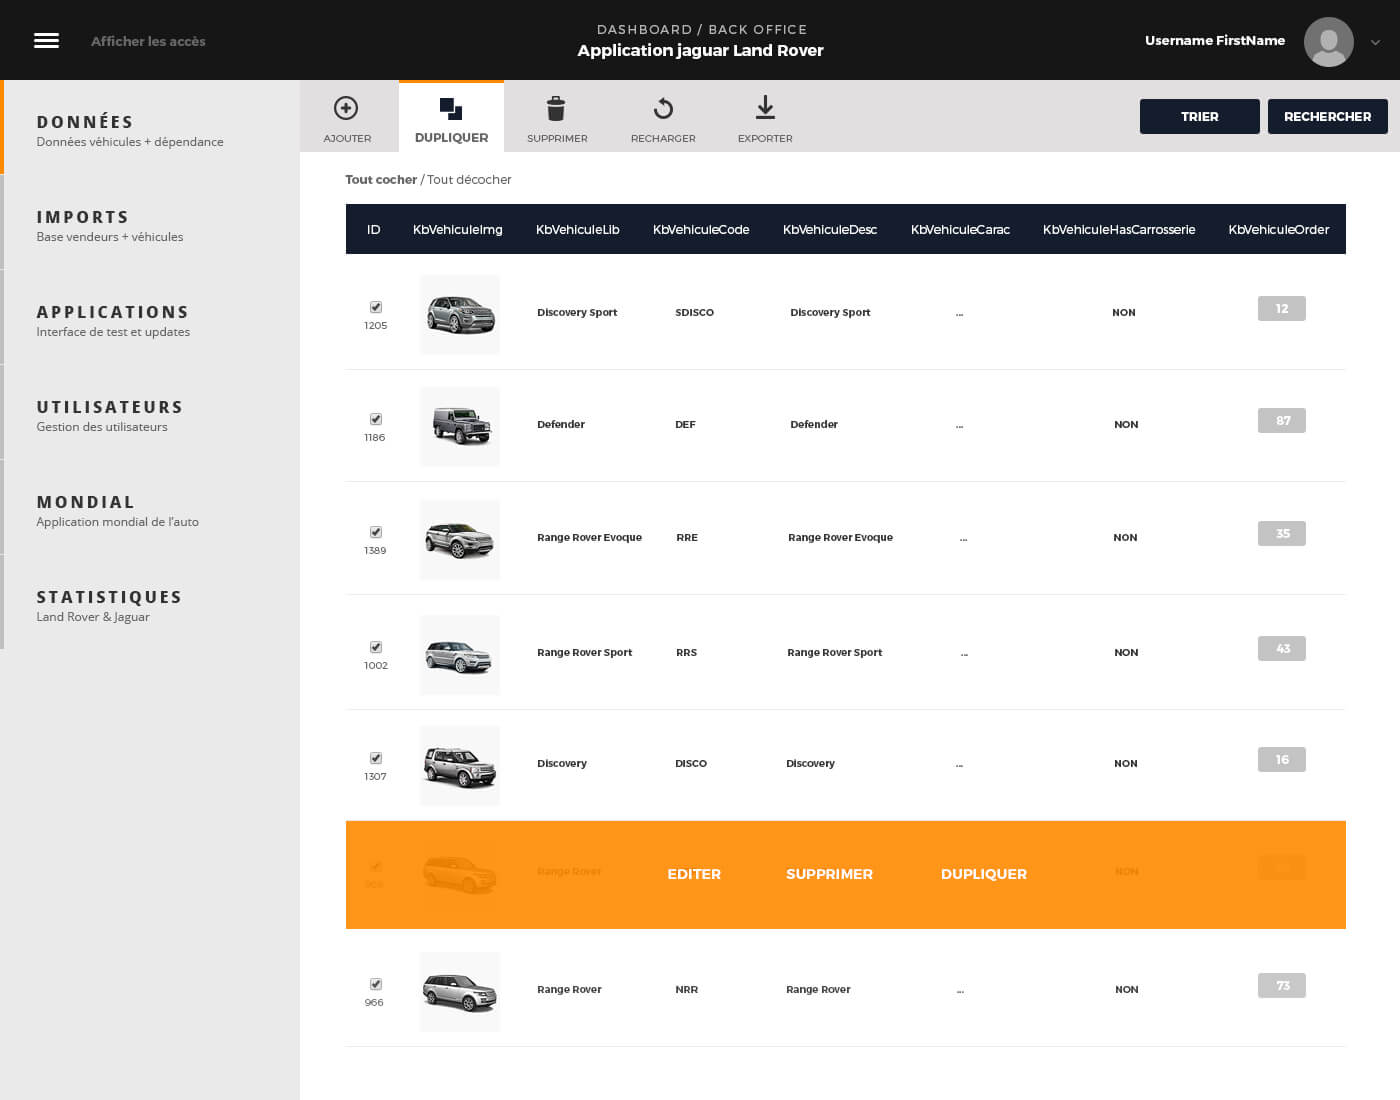 Afficher les accès
DASHBOARD / BACK OFFICE
Application jaguar Land Rover
Username FirstName
DONNÉES
Données véhicules + dépendance
IMPORTS
Base vendeurs + véhicules
APPLICATIONS
Interface de test et updates
UTILISATEURS
Gestion des utilisateurs
MONDIAL
Application mondial de l'auto
STATISTIQUES
Land Rover & Jaguar
AJOUTER DUPLIQUER SUPPRIMER RECHARGER EXPORTER
TRIER RECHERCHER
Tout cocher / Tout décocher
ID KbVehiculeImg KbVehiculeLib KbVehiculeCode KbVehiculeDesc KbVehiculeCarac KbVehiculeHasCarrosserie KbVehiculeOrder
1205 Discovery Sport SDISCO Discovery Sport ... NON 12
1186 Defender DEF Defender ... NON 87
1389 Range Rover Evoque RRE Range Rover Evoque ... NON 35
1002 Range Rover Sport RRS Range Rover Sport ... NON 43
1307 Discovery DISCO Discovery ... NON 16
Range Rover EDITER SUPPRIMER DUPLIQUER NON
966 Range Rover NRR Range Rover ... NON 73